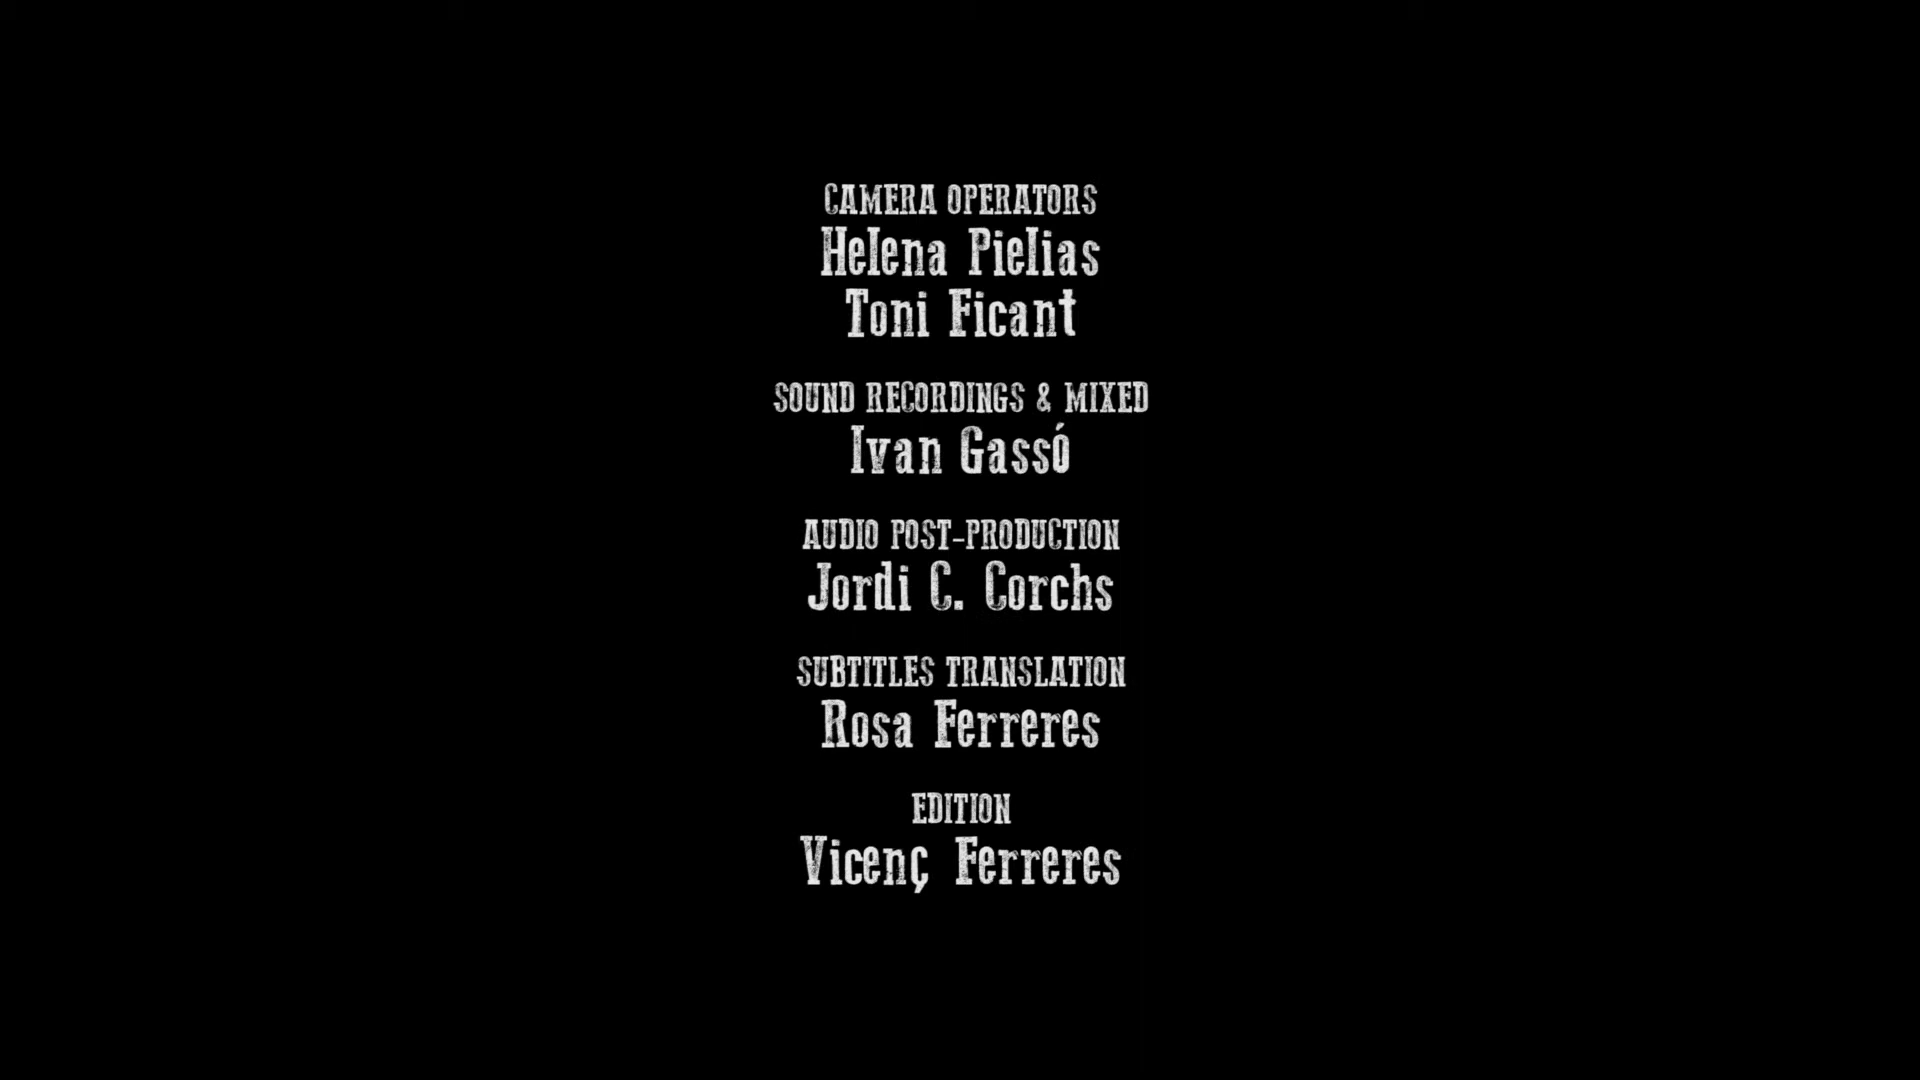 CAMERA OPERATORS
Helena Pielias
Toni Ficant
SOUND RECORDINGS & MIXED
Ivan Gassó
AUDIO POST-PRODUCTION
Jordi C. Corchs
SUBTITLES TRANSLATION
Rosa Ferreres
EDITION
Vicenç Ferreres